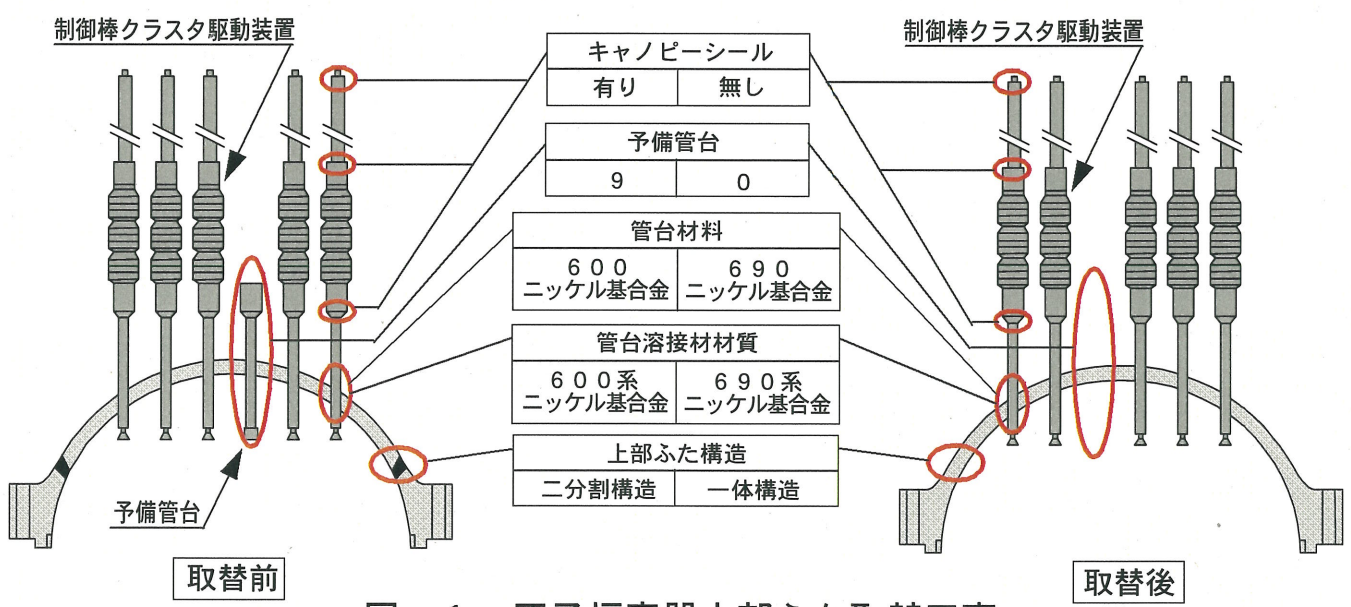 制御棒クラスタ駆動装置
キャノピーシール
有り 無し
予備管台
9 0
管台材料
600 690
ニッケル基合金 ニッケル基合金
管台溶接材材質
600系 690系
ニッケル基合金 ニッケル基合金
上部ふた構造
二分割構造 一体構造
予備管台
取替前
制御棒クラスタ駆動装置
取替後